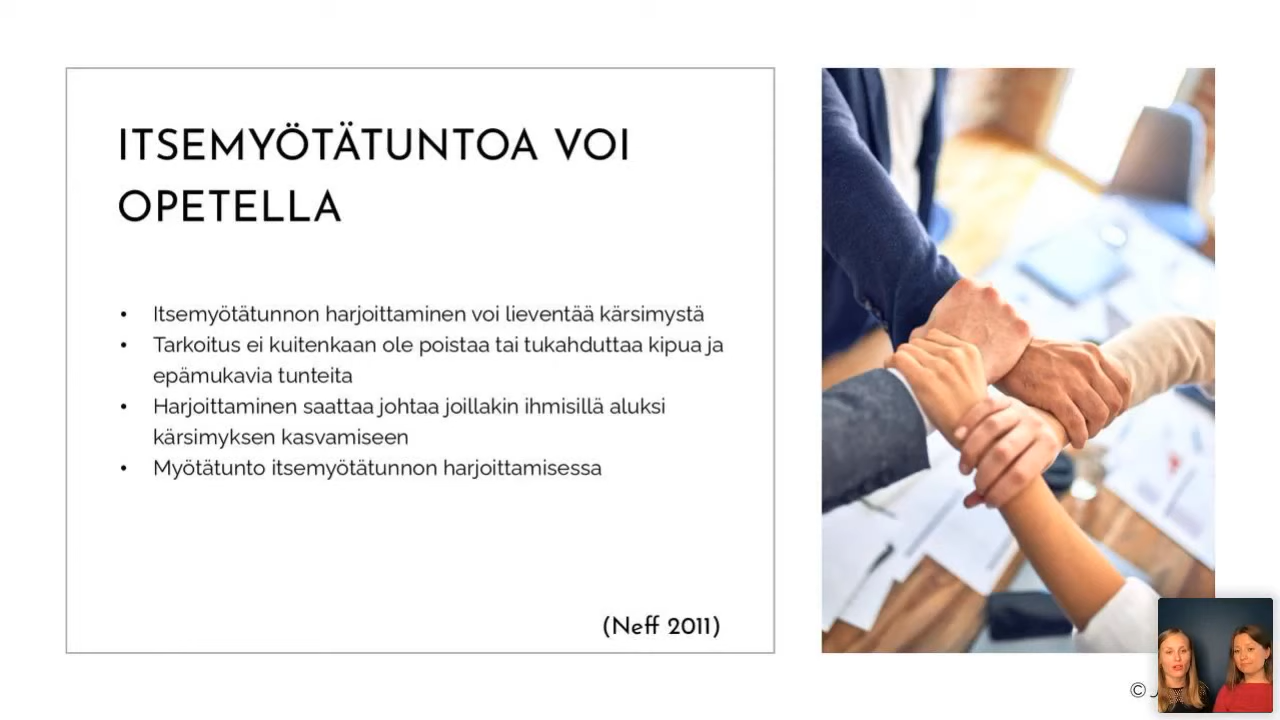 ITSEMYÖTÄTUNTOA VOI
OPETELLA
• Itsemyötätunnon harjoittaminen voi lieventää kärsimystä
• Tarkoitus ei kuitenkaan ole poistaa tai tukahduttaa kipua ja
epämukavia tunteita
• Harjoittaminen saattaa johtaa joillakin ihmisillä aluksi
kärsimyksen kasvamiseen
• Myötätunto itsemyötätunnon harjoittamisessa
(Neff 2011)
©